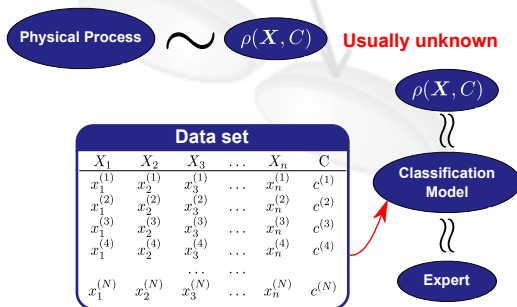 Physical Process ∼ ρ(X, C) Usually unknown
ρ(X, C)
≈
Data set
X₁ X₂ X₃ … Xₙ C
x₁⁽¹⁾ x₂⁽¹⁾ x₃⁽¹⁾ … xₙ⁽¹⁾ c⁽¹⁾
x₁⁽²⁾ x₂⁽²⁾ x₃⁽²⁾ … xₙ⁽²⁾ c⁽²⁾
x₁⁽³⁾ x₂⁽³⁾ x₃⁽³⁾ … xₙ⁽³⁾ c⁽³⁾
x₁⁽⁴⁾ x₂⁽⁴⁾ x₃⁽⁴⁾ … xₙ⁽⁴⁾ c⁽⁴⁾
… …
x₁⁽ᴺ⁾ x₂⁽ᴺ⁾ x₃⁽ᴺ⁾ … xₙ⁽ᴺ⁾ c⁽ᴺ⁾
Classification
Model
≈
Expert